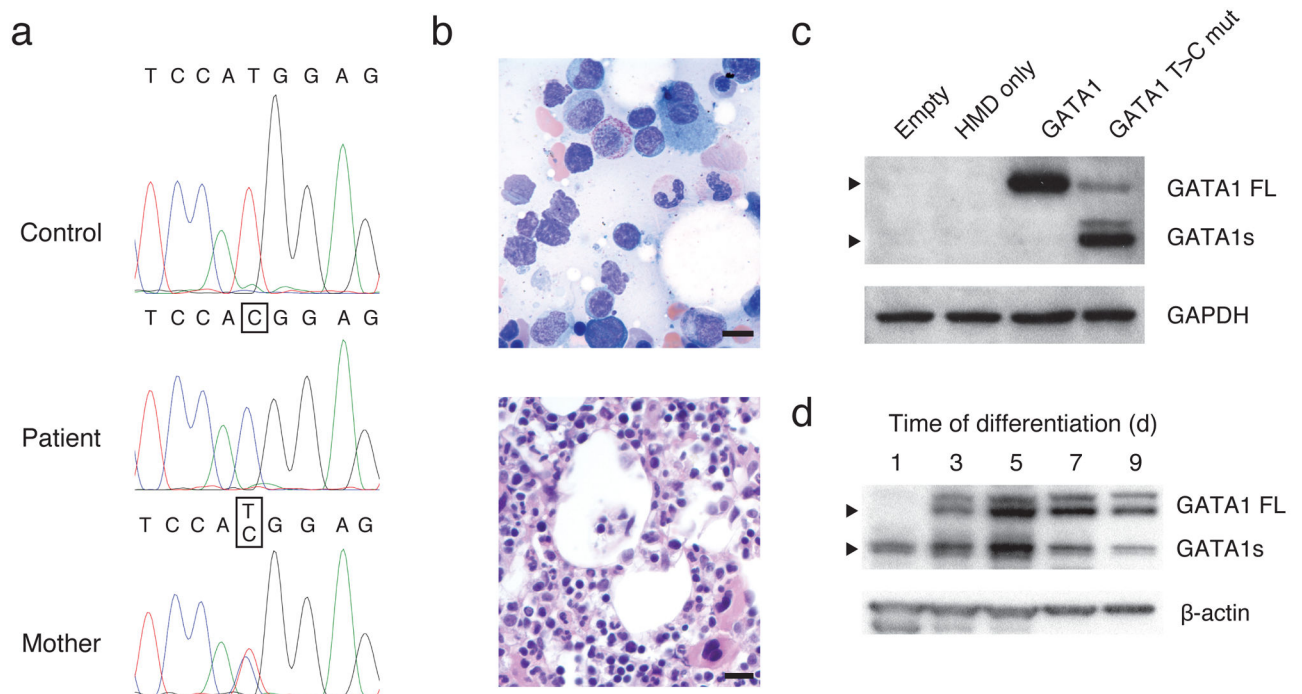 a
T C C A T G G A G
Control
T C C A C G G A G
Patient
T C C A T G G A G
C
Mother
b
c
Empty
HMD only
GATA1
GATA1 T>C mut
GATA1 FL
GATA1s
GAPDH
d
Time of differentiation (d)
1 3 5 7 9
GATA1 FL
GATA1s
β-actin